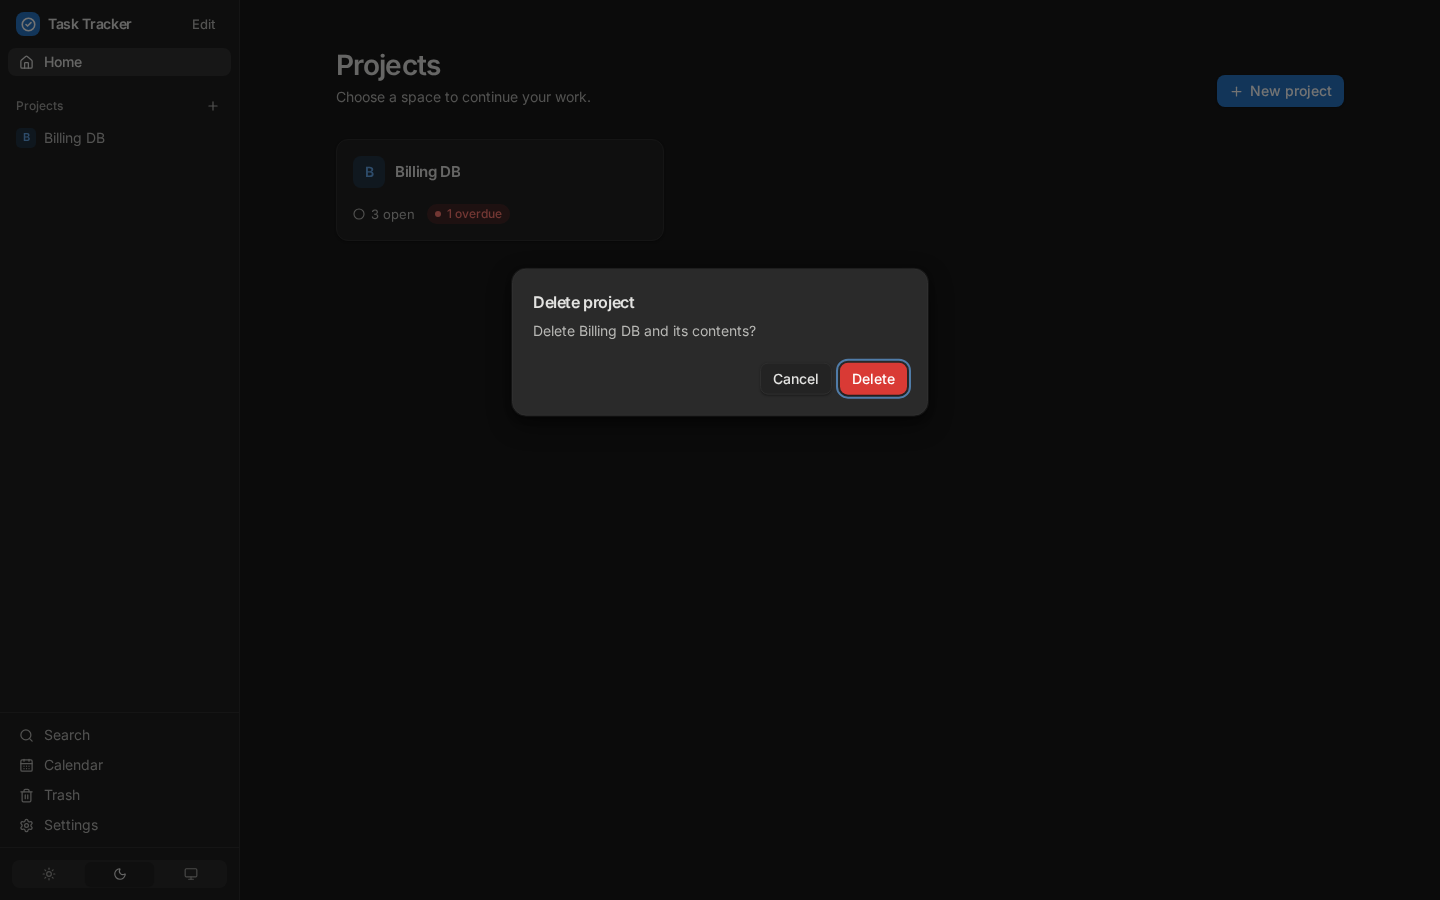 Task Tracker
Edit
Home
Projects
B Billing DB
Projects
Choose a space to continue your work.
New project
B Billing DB
3 open
1 overdue
Delete project
Delete Billing DB and its contents?
Cancel
Delete
Search
Calendar
Trash
Settings